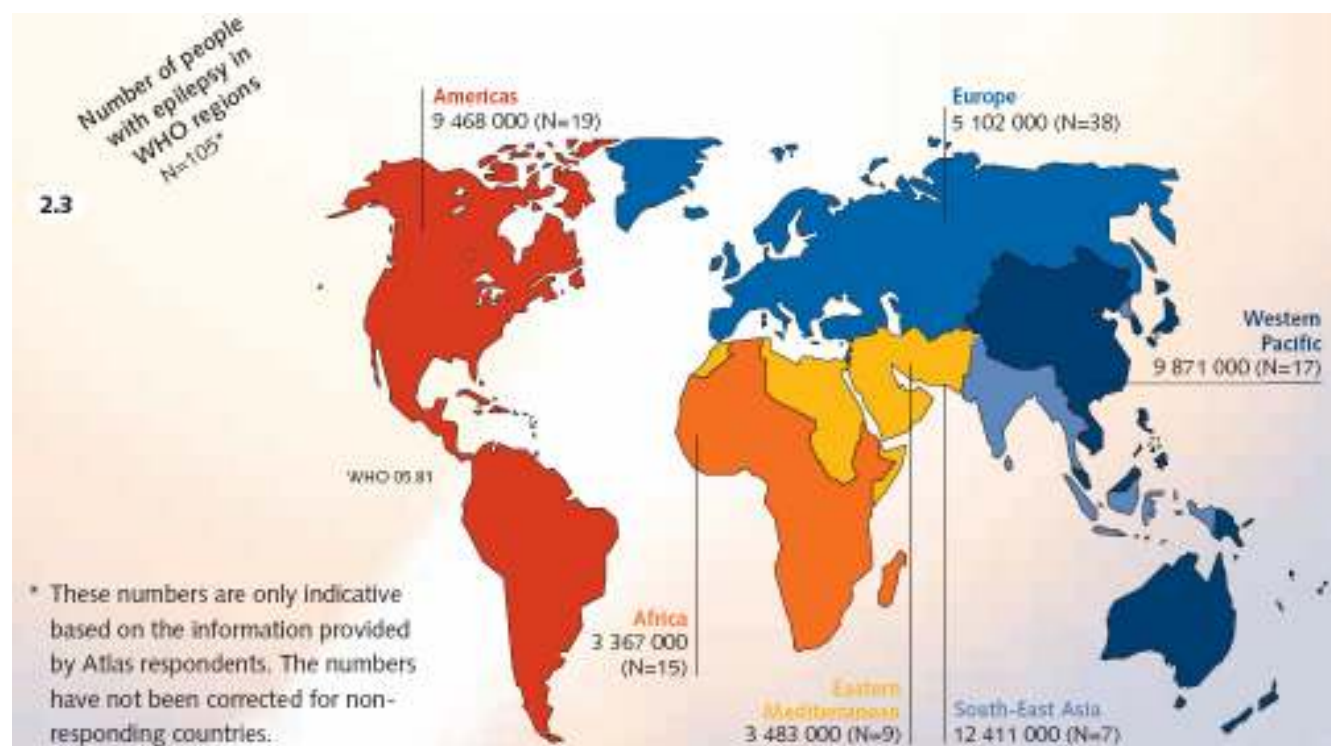 Number of people
with epilepsy in
WHO regions
N=105*
2.3
Americas
9 468 000 (N=19)
Europe
5 102 000 (N=38)
Western
Pacific
9 871 000 (N=17)
WHO 05.81
Africa
3 367 000
(N=15)
Eastern
Mediterranean
3 483 000 (N=9)
South-East Asia
12 411 000 (N=7)
* These numbers are only indicative
based on the information provided
by Atlas respondents. The numbers
have not been corrected for non-
responding countries.